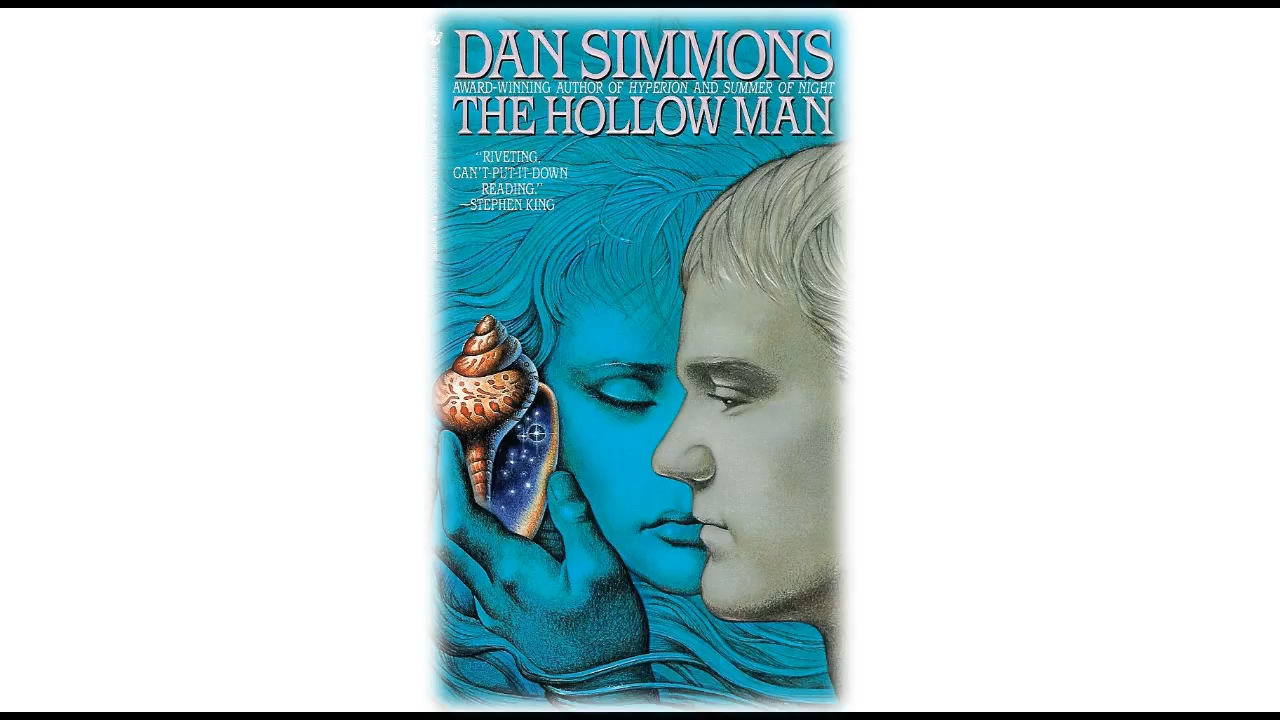 DAN SIMMONS
AWARD-WINNING AUTHOR OF HYPERION AND SUMMER OF NIGHT
THE HOLLOW MAN
"RIVETING,
CAN'T-PUT-IT-DOWN
READING."
—STEPHEN KING